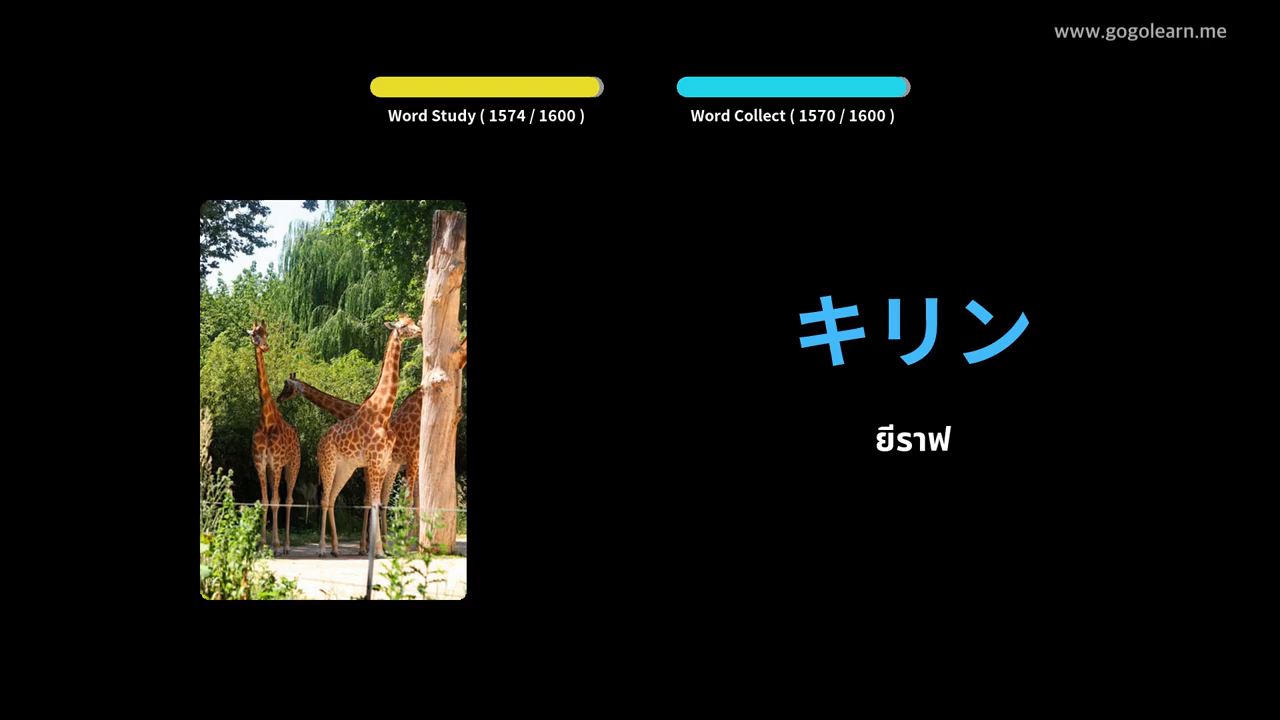 www.gogolearn.me
Word Study ( 1574 / 1600 )
Word Collect ( 1570 / 1600 )
キリン
ยีราฟ